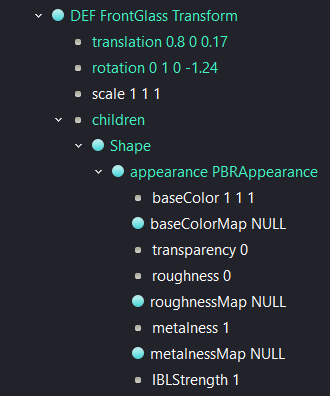 DEF FrontGlass Transform
translation 0.8 0 0.17
rotation 0 1 0 -1.24
scale 1 1 1
children
Shape
appearance PBRAppearance
baseColor 1 1 1
baseColorMap NULL
transparency 0
roughness 0
roughnessMap NULL
metalness 1
metalnessMap NULL
IBLStrength 1